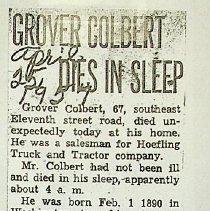 GROVER COLBERT
April
DIES IN SLEEP
Grover Colbert, 67, southeast
Eleventh street road, died un-
expectedly today at his home.
He was a salesman for Hoefling
Truck and Tractor company.
Mr. Colbert had not been ill
and died in his sleep, apparently
about 4 a. m.
He was born Feb. 1 1890 in